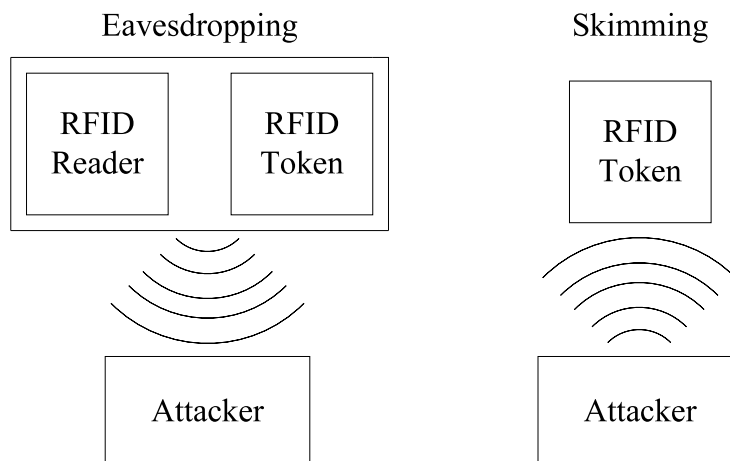 Eavesdropping
RFID
Reader
RFID
Token
Attacker
Skimming
RFID
Token
Attacker